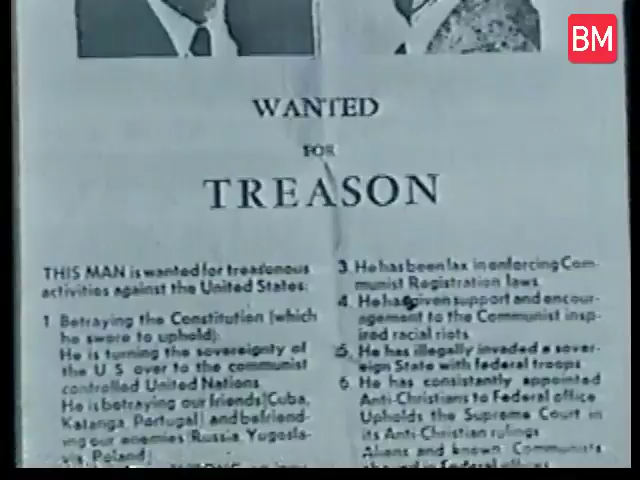 BM
WANTED
FOR
TREASON
THIS MAN is wanted for treasonous
activities against the United States:
1 Betraying the Constitution (which
he swore to uphold):
He is turning the sovereignty of
the U S over to the communist
controlled United Nations
He is betraying our friends (Cuba,
Katanga, Portugal) and befriend-
ing our enemies Russia, Yugosla-
via, Poland)
3. He has been lax in enforcing Com-
munist Registration laws
4. He has given support and encour-
agement to the Communist insp-
ired racial riots
5. He has illegally invaded a sover-
eign State with federal troops
6. He has consistently appointed
Anti-Christians to Federal office
Upholds the Supreme Court in
its Anti-Christian rulings
Aliens and known Communists